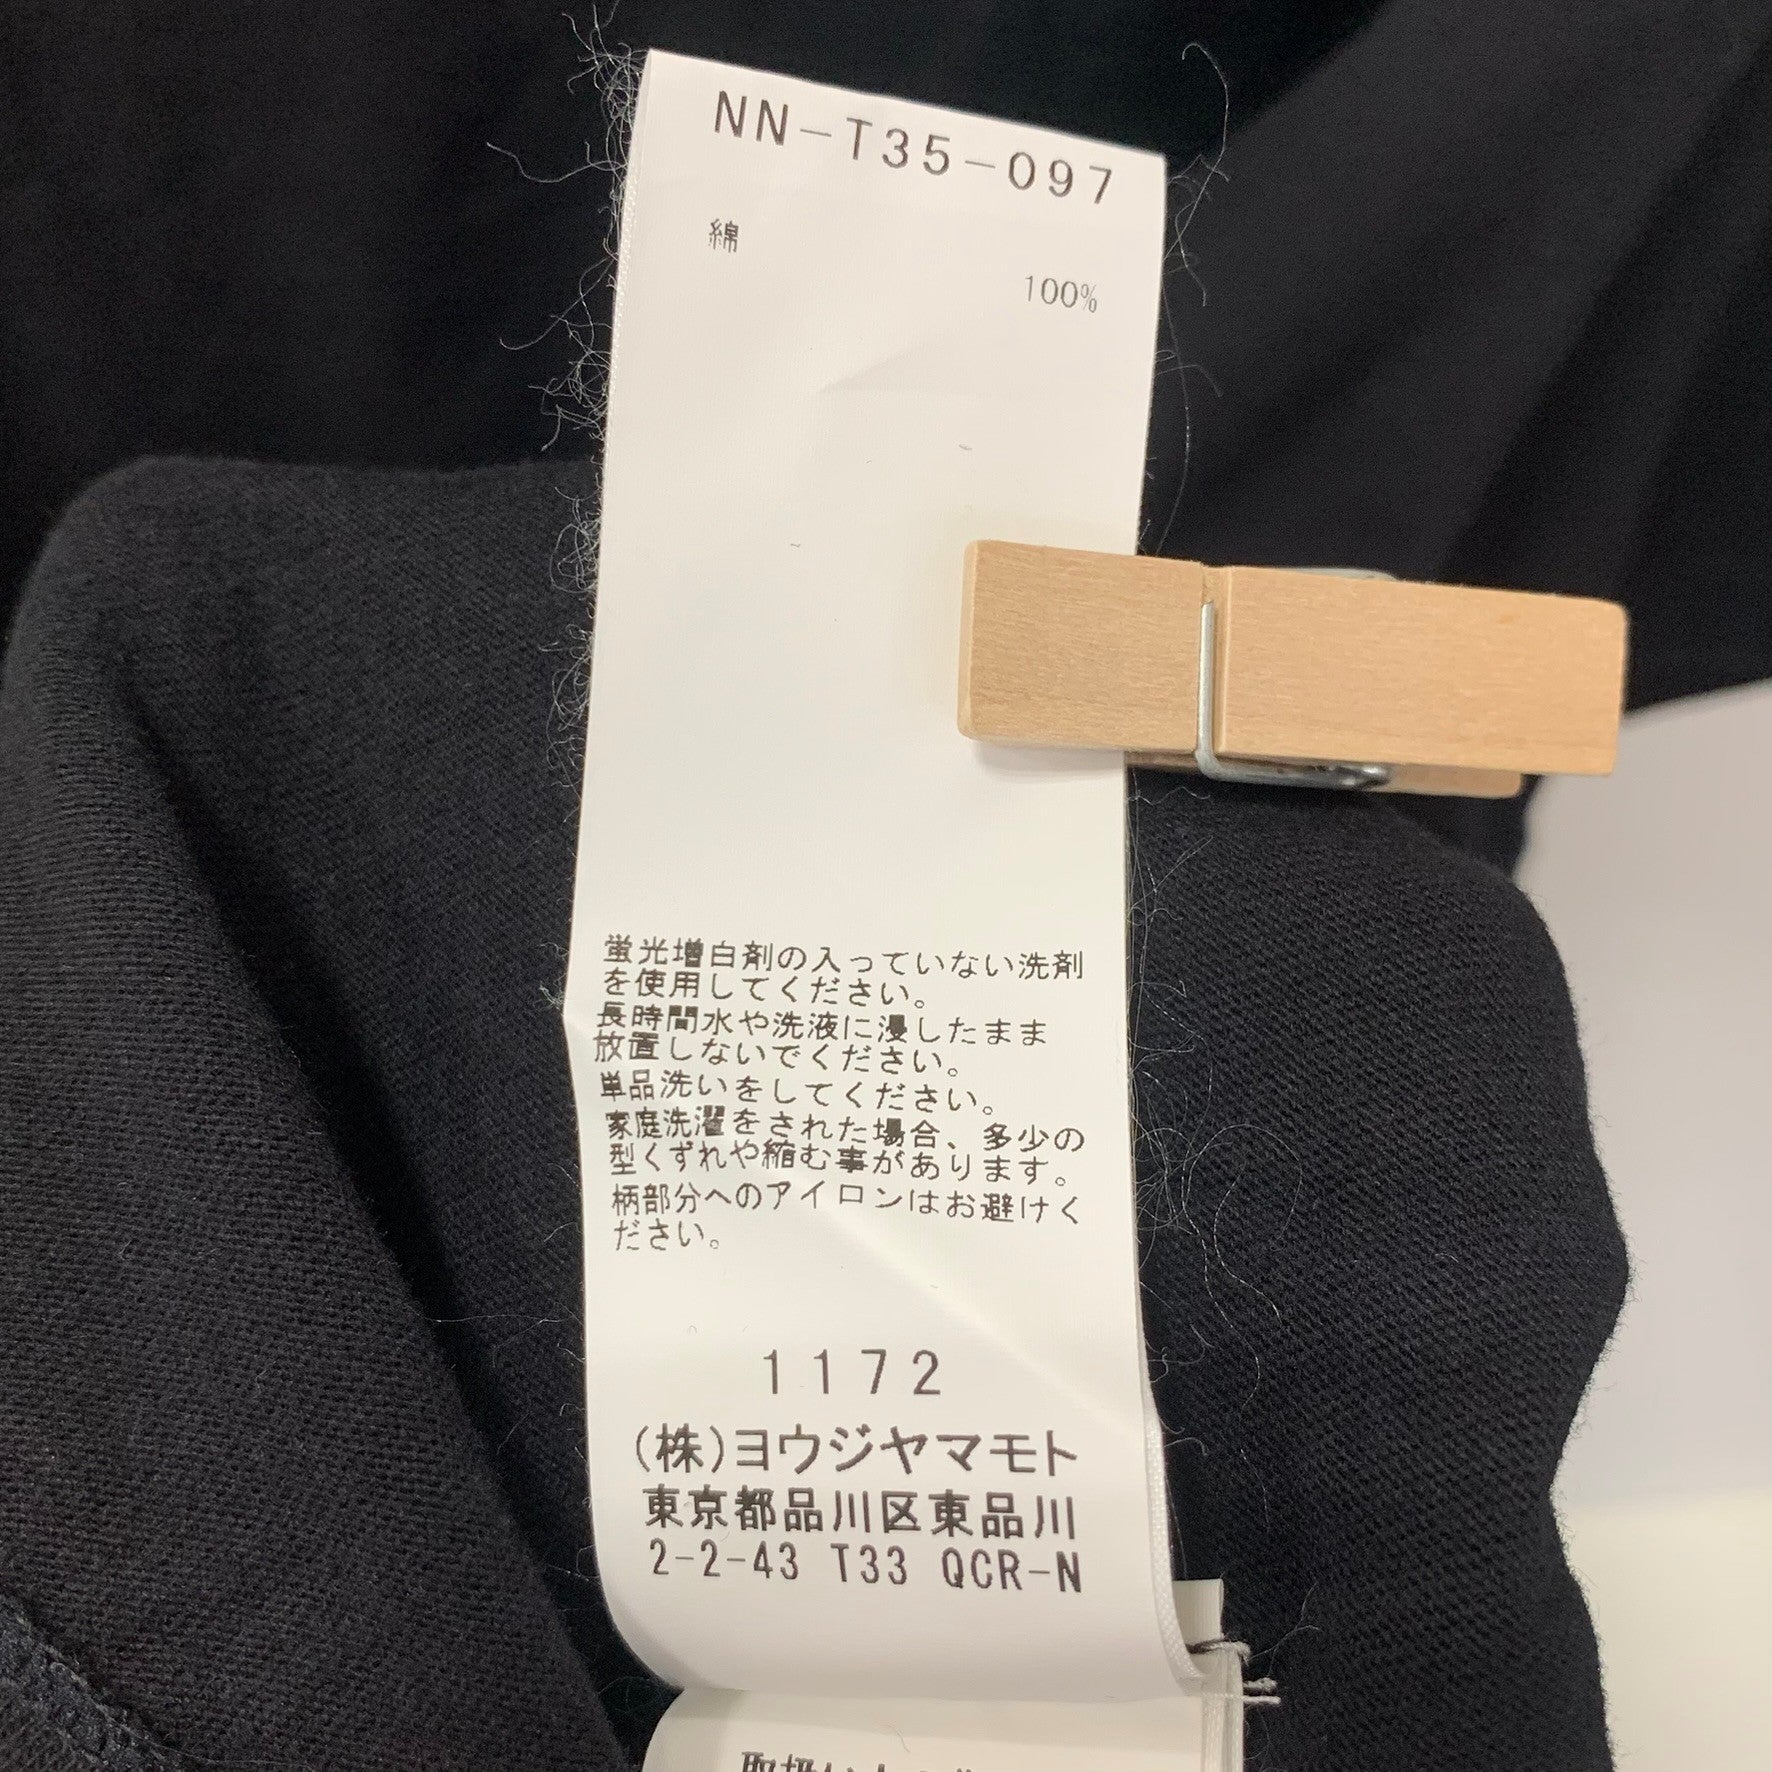 NN-T35-097
綿
100%
蛍光増白剤の入っていない洗剤
を使用してください。
長時間水や洗液に浸したまま
放置しないでください。
単品洗いをしてください。
家庭洗濯をされた場合、多少の
型くずれや縮む事があります。
柄部分へのアイロンはお避けく
ださい。
1172
(株)ヨウジヤマモト
東京都品川区東品川
2-2-43 T33 QCR-N